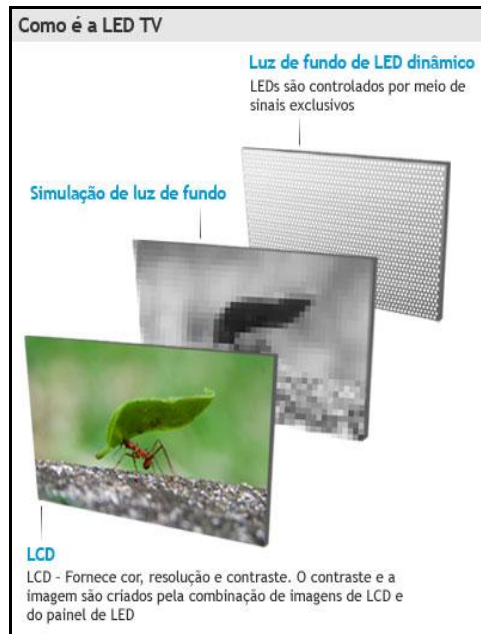 Como é a LED TV
Luz de fundo de LED dinâmico
LEDs são controlados por meio de
sinais exclusivos
Simulação de luz de fundo
LCD
LCD - Fornece cor, resolução e contraste. O contraste e a
imagem são criados pela combinação de imagens de LCD e
do painel de LED